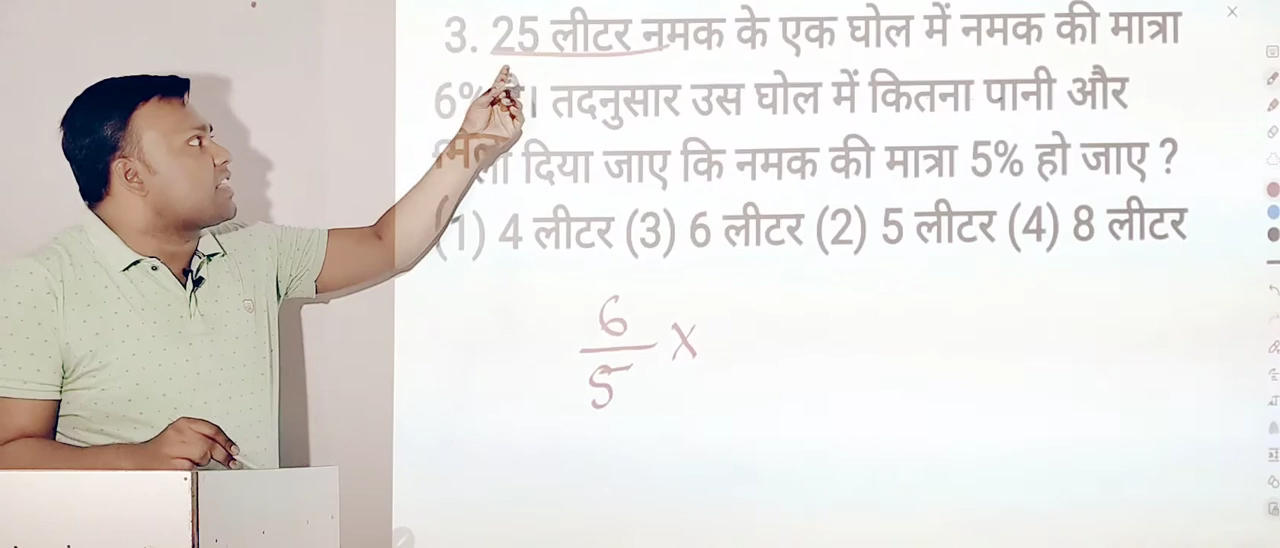 3. 25 लीटर नमक के एक घोल में नमक की मात्रा
6% है। तदनुसार उस घोल में कितना पानी और
मिला दिया जाए कि नमक की मात्रा 5% हो जाए ?
(1) 4 लीटर (3) 6 लीटर (2) 5 लीटर (4) 8 लीटर
6
5 ×